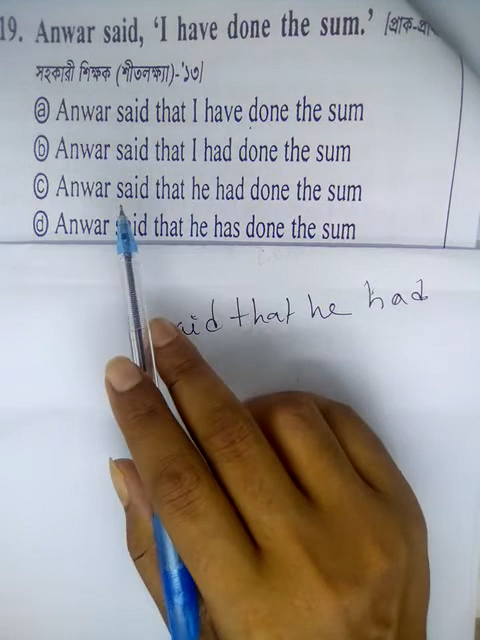 19. Anwar said, ‘I have done the sum.’ [প্রাক-প্রা
সহকারী শিক্ষক (শীতলক্ষ্যা)-’১৩]
ⓐ Anwar said that I have done the sum
ⓑ Anwar said that I had done the sum
ⓒ Anwar said that he had done the sum
ⓓ Anwar said that he has done the sum
said that he had